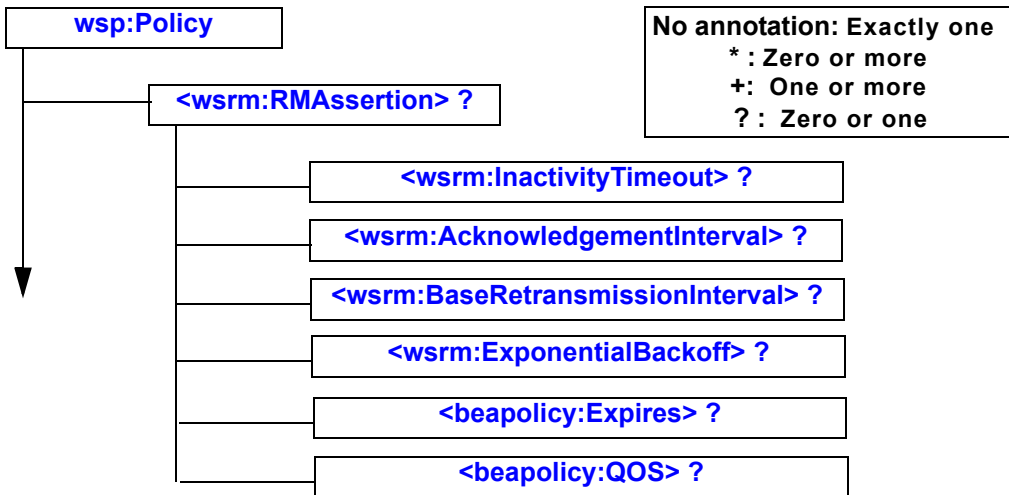 wsp:Policy
No annotation: Exactly one
* : Zero or more
+: One or more
? : Zero or one
<wsrm:RMAssertion> ?
<wsrm:InactivityTimeout> ?
<wsrm:AcknowledgementInterval> ?
<wsrm:BaseRetransmissionInterval> ?
<wsrm:ExponentialBackoff> ?
<beapolicy:Expires> ?
<beapolicy:QOS> ?